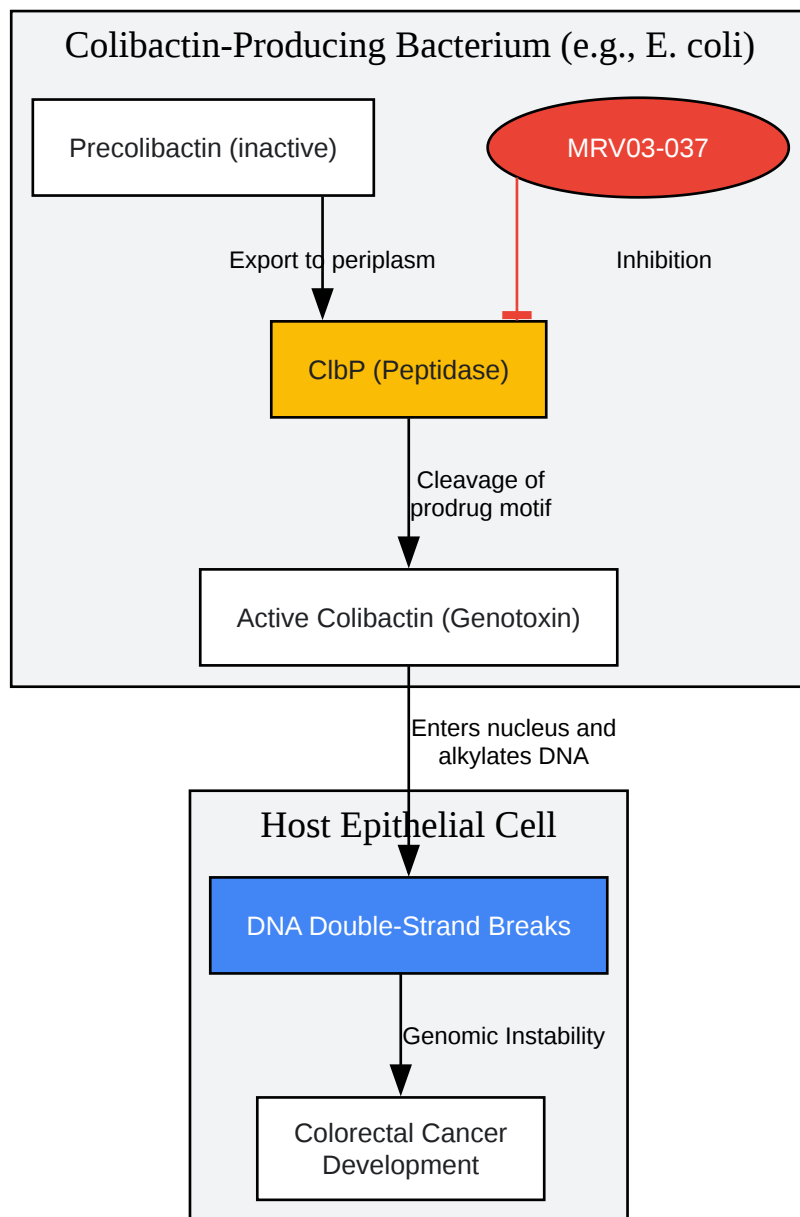 Colibactin-Producing Bacterium (e.g., E. coli)
Precolibactin (inactive)
MRV03-037
Export to periplasm
Inhibition
ClbP (Peptidase)
Cleavage of
prodrug motif
Active Colibactin (Genotoxin)
Enters nucleus and
alkylates DNA
Host Epithelial Cell
DNA Double-Strand Breaks
Genomic Instability
Colorectal Cancer
Development